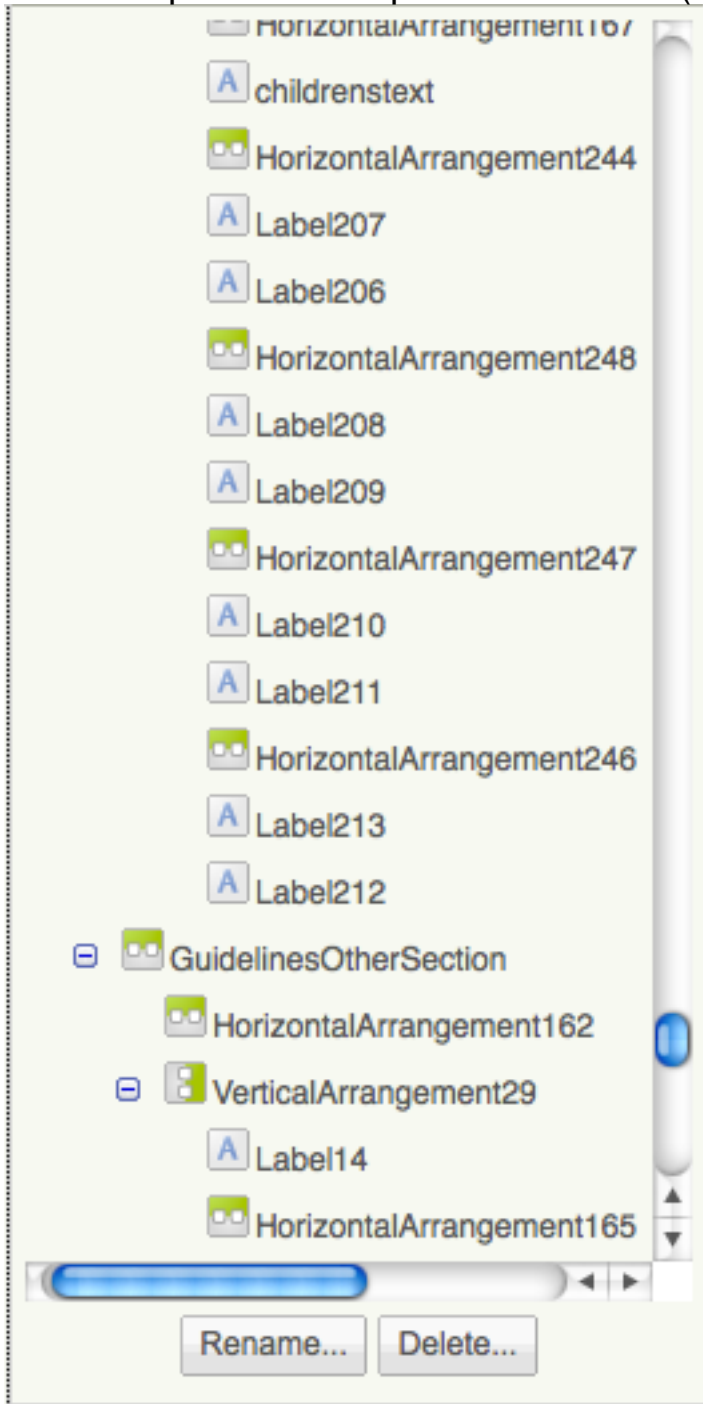 HorizontalArrangement167
childrenstext
HorizontalArrangement244
Label207
Label206
HorizontalArrangement248
Label208
Label209
HorizontalArrangement247
Label210
Label211
HorizontalArrangement246
Label213
Label212
GuidelinesOtherSection
HorizontalArrangement162
VerticalArrangement29
Label14
HorizontalArrangement165
Rename... Delete...